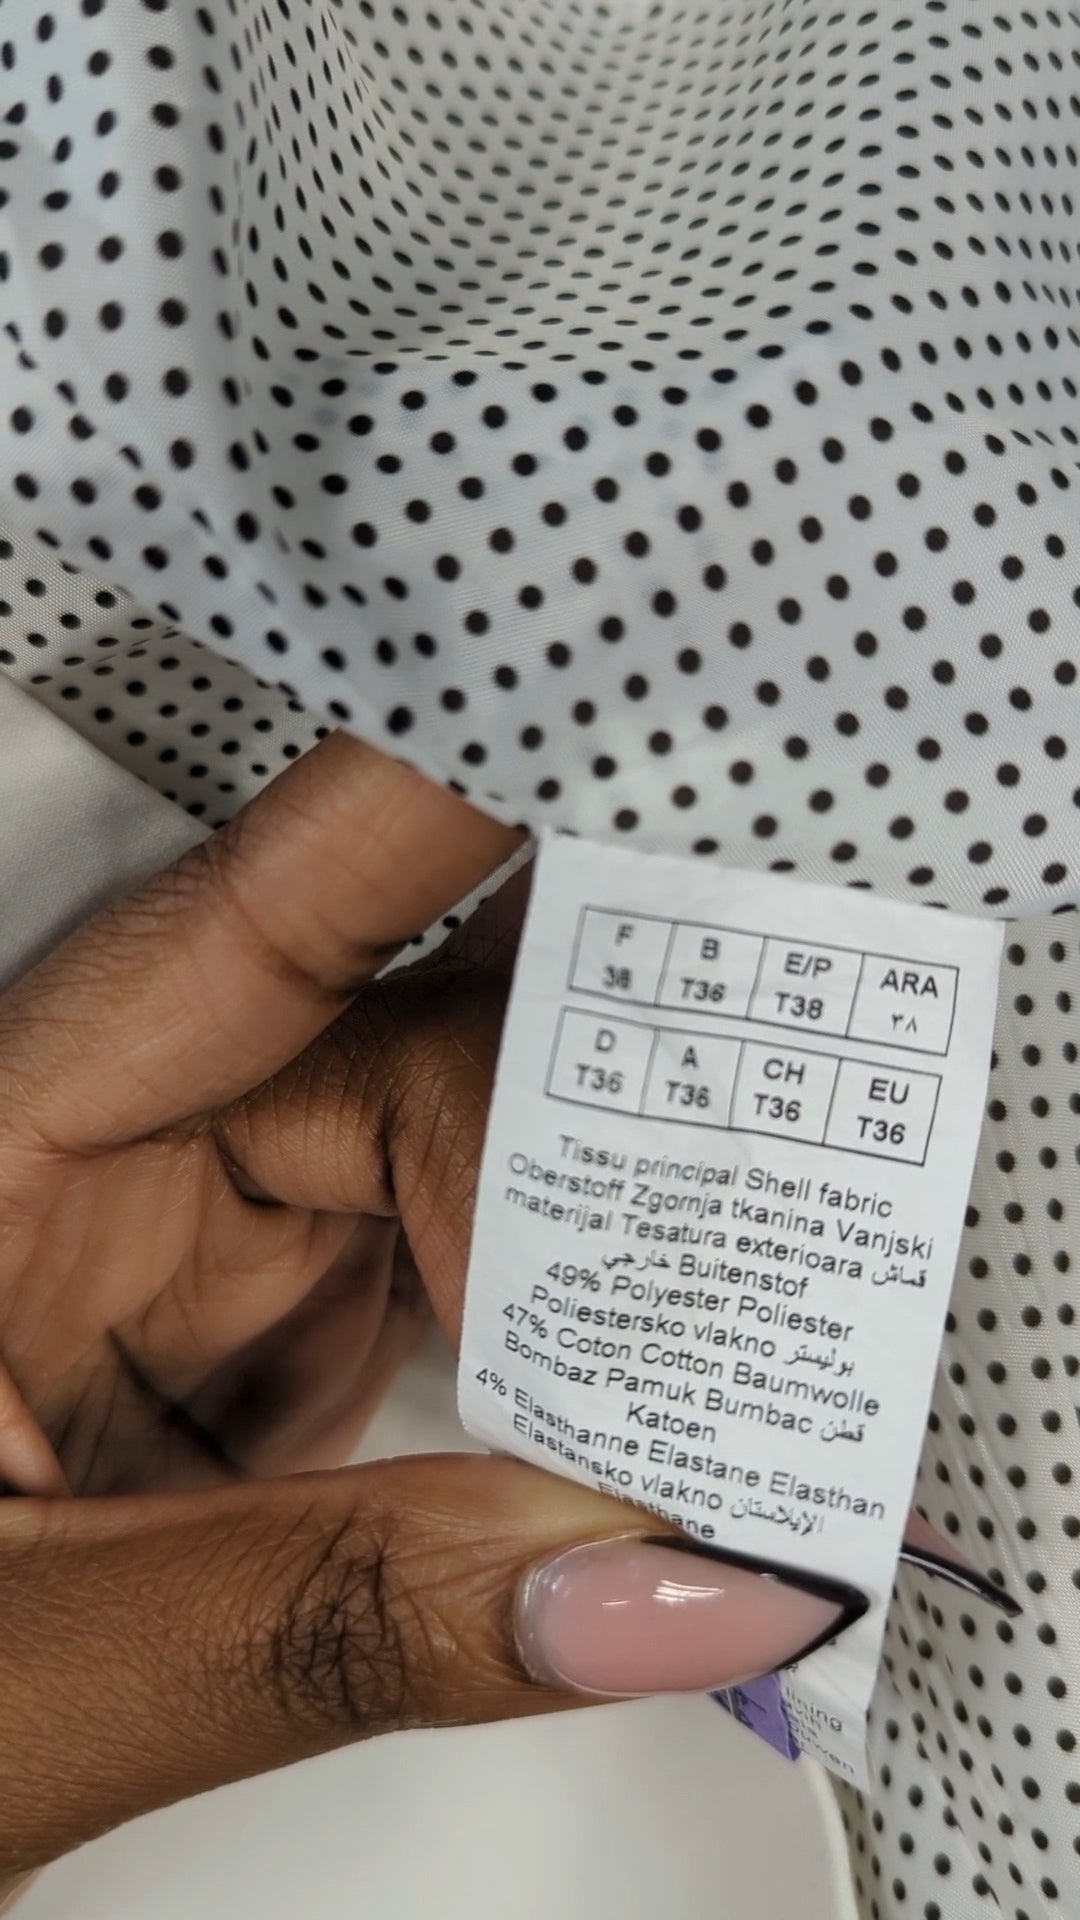 F B E/P ARA
38 T36 T38 ٣٨
D A CH EU
T36 T36 T36 T36
Tissu principal Shell fabric
Oberstoff Zgornja tkanina Vanjski
materijal Tesatura exterioara قماش
خارجي Buitenstof
49% Polyester Poliester
Poliestersko vlakno بوليستر
47% Coton Cotton Baumwolle
Bombaz Pamuk Bumbac قطن
Katoen
4% Elasthanne Elastane Elasthan
Elastansko vlakno الإيلاستان
Elasthane
lining